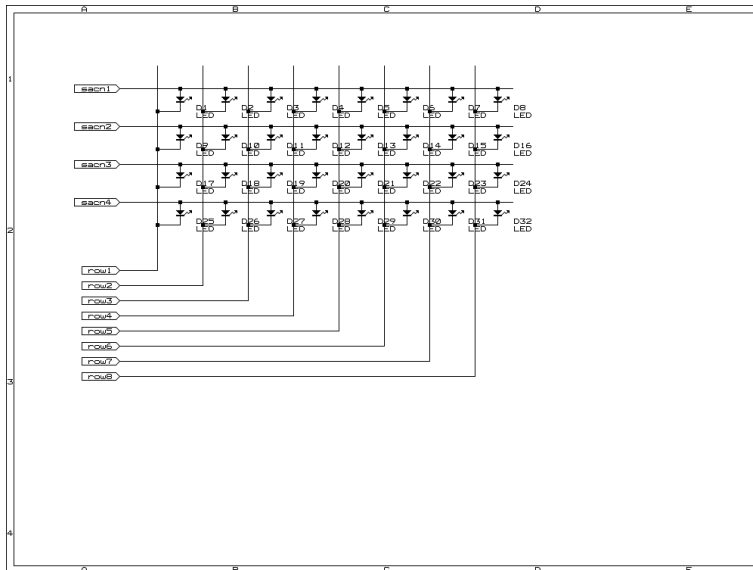 A B C D E
1
sacn1
D1 D2 D3 D4 D5 D6 D7 D8
LED LED LED LED LED LED LED LED
sacn2
D9 D10 D11 D12 D13 D14 D15 D16
LED LED LED LED LED LED LED LED
sacn3
D17 D18 D19 D20 D21 D22 D23 D24
LED LED LED LED LED LED LED LED
sacn4
D25 D26 D27 D28 D29 D30 D31 D32
LED LED LED LED LED LED LED LED
2
row1
row2
row3
row4
row5
row6
row7
row8
3
4
A B C D E